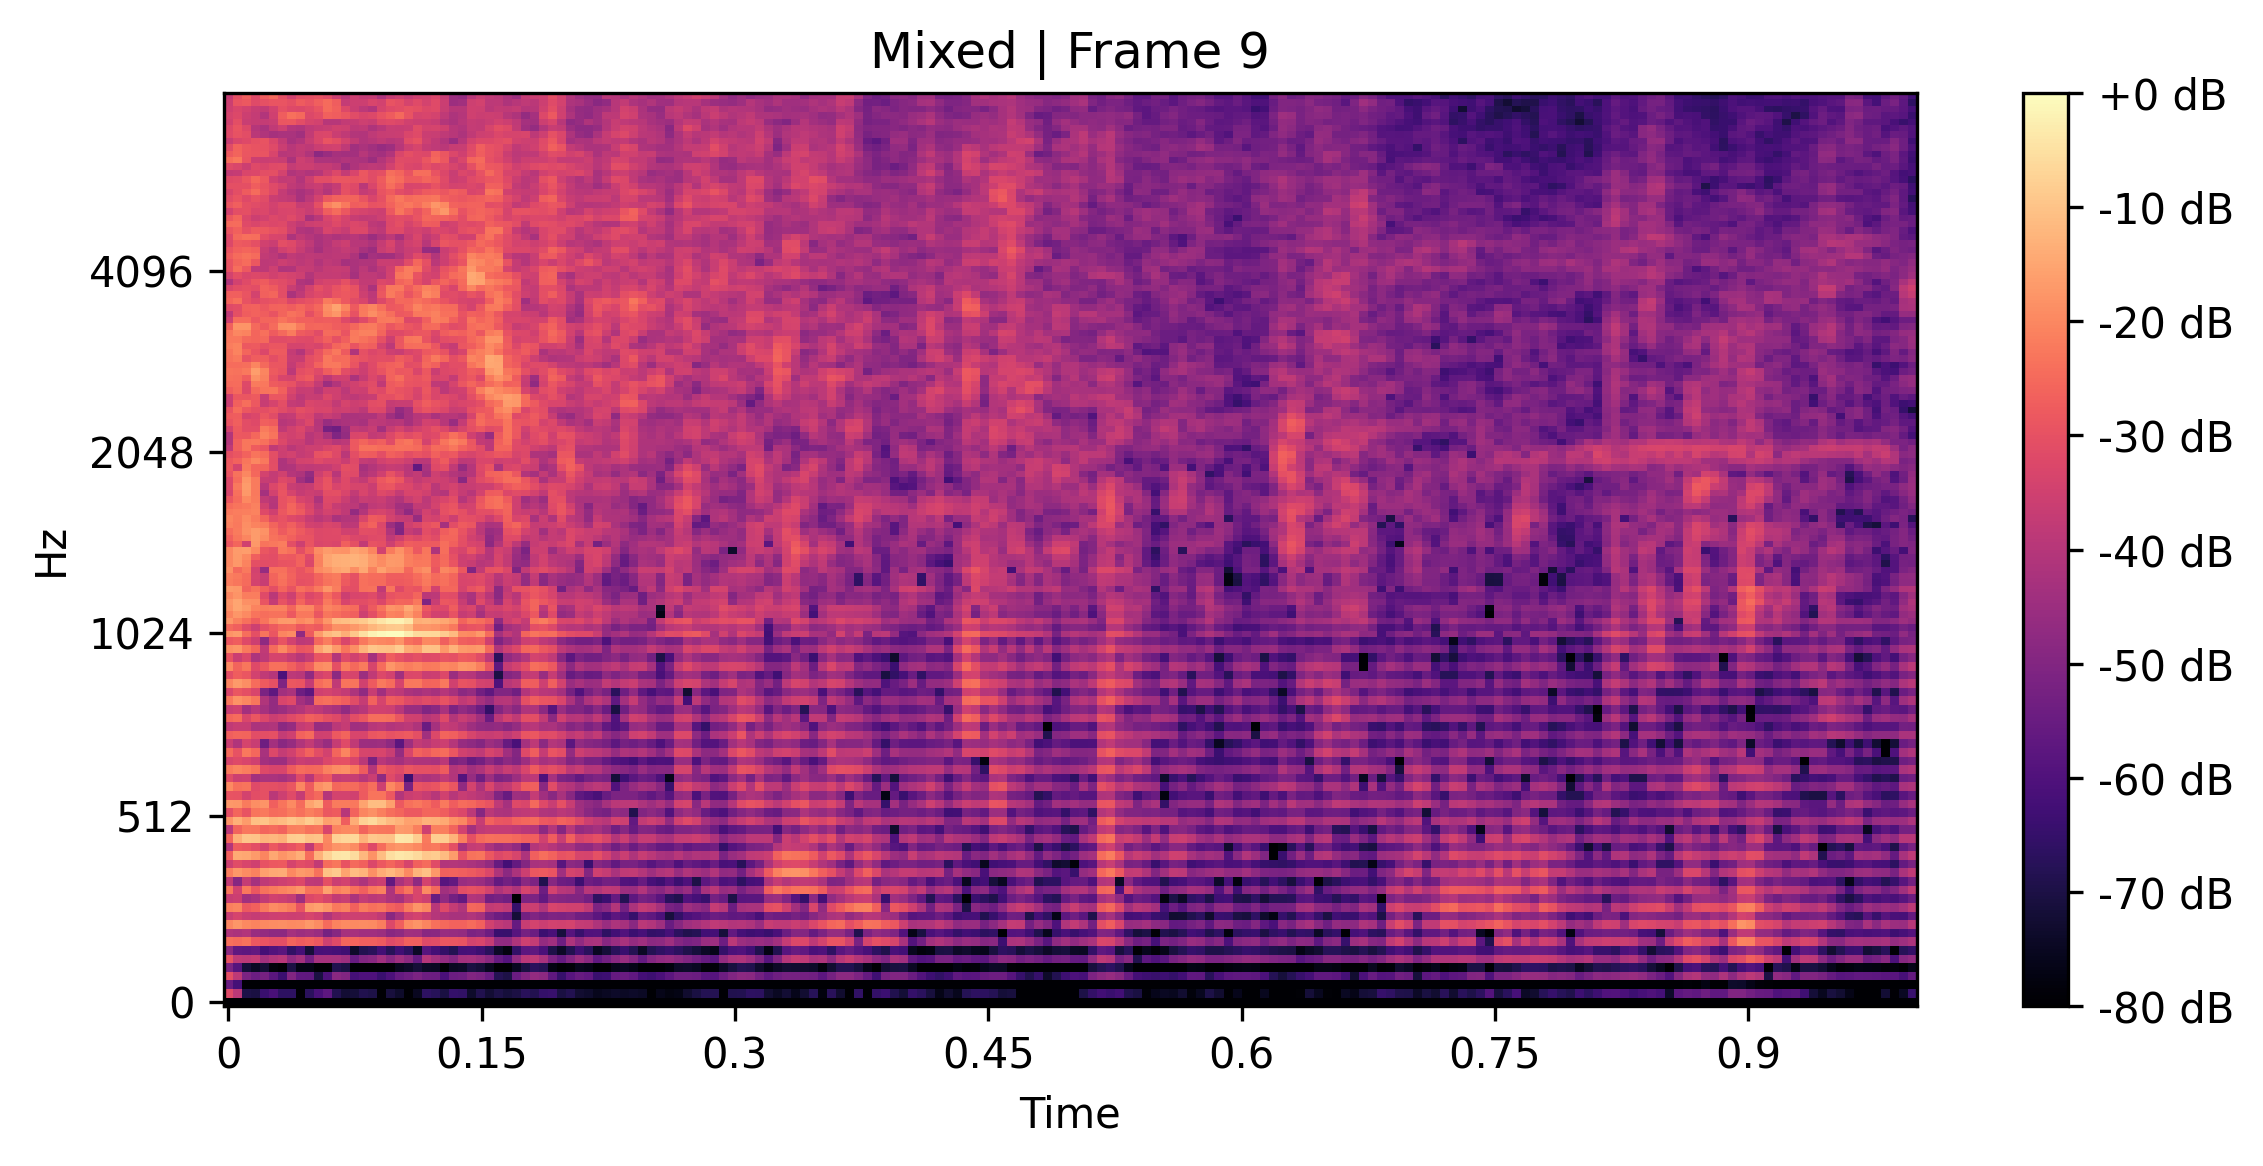 Mixed | Frame 9
Hz
4096
2048
1024
512
0
0 0.15 0.3 0.45 0.6 0.75 0.9
Time
+0 dB
-10 dB
-20 dB
-30 dB
-40 dB
-50 dB
-60 dB
-70 dB
-80 dB